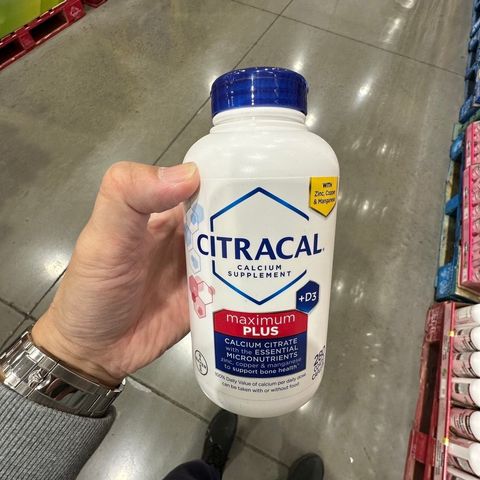 WITH
Zinc, Copper
& Manganese
CITRACAL
CALCIUM
SUPPLEMENT
+D3
maximum
PLUS
CALCIUM CITRATE
with the ESSENTIAL
MICRONUTRIENTS
zinc, copper & manganese
to support bone health
100% Daily Value of calcium per daily dose
can be taken with or without food
280